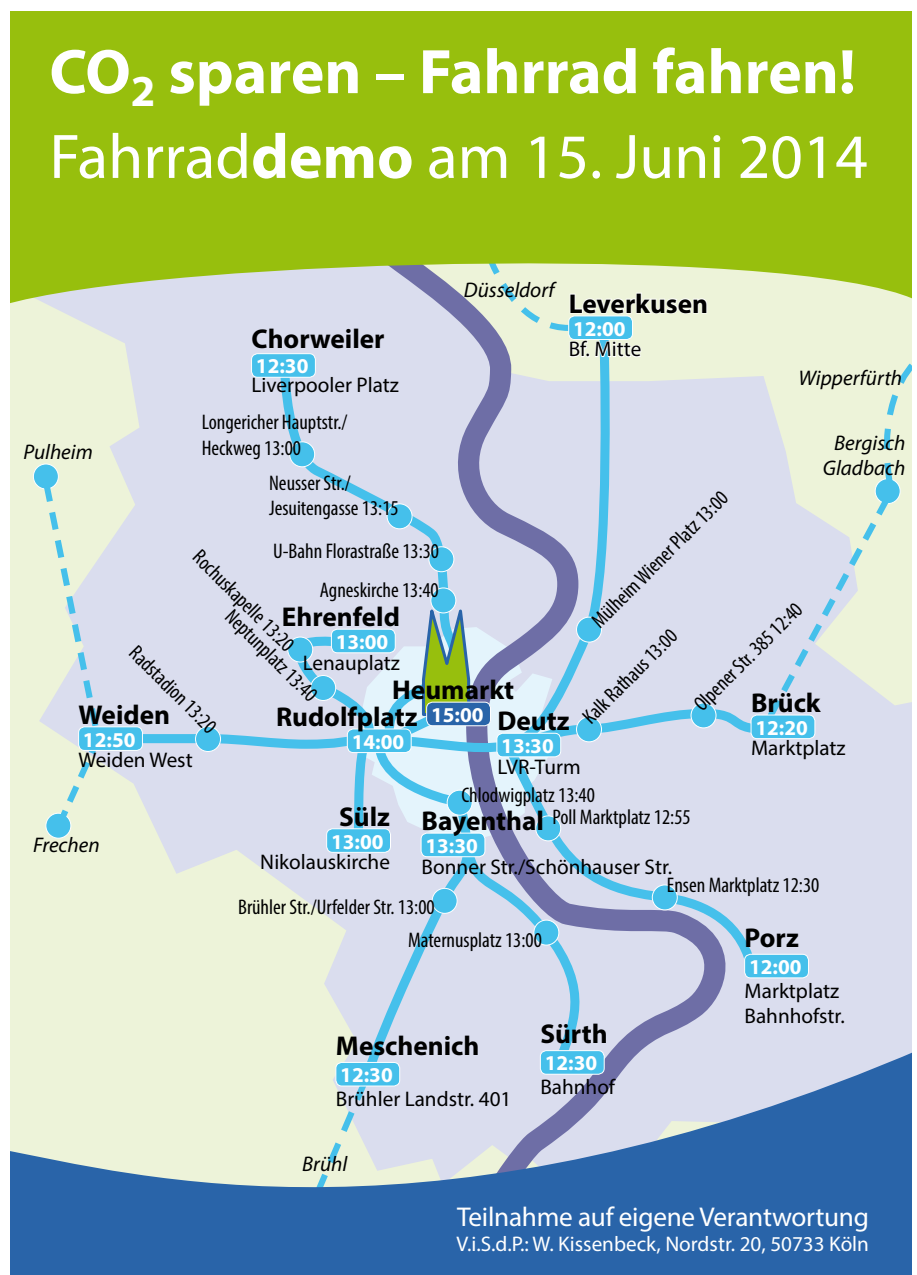 CO₂ sparen – Fahrrad fahren!
Fahrraddemo am 15. Juni 2014
Düsseldorf
Leverkusen
12:00
Bf. Mitte
Chorweiler
12:30
Liverpooler Platz
Wipperfürth
Longericher Hauptstr./
Heckweg 13:00
Bergisch
Gladbach
Pulheim
Neusser Str./
Jesuitengasse 13:15
U-Bahn Florastraße 13:30
Agneskirche 13:40
Mülheim Wiener Platz 13:00
Rochuskapelle 13:20
Neptunplatz 13:40
Ehrenfeld
13:00
Lenauplatz
Radstadion 13:20
Kalk Rathaus 13:00
Olpener Str. 385 12:40
Heumarkt
15:00
Weiden
12:50
Weiden West
Rudolfplatz
14:00
Deutz
13:30
LVR-Turm
Brück
12:20
Marktplatz
Chlodwigplatz 13:40
Sülz
13:00
Nikolauskirche
Bayenthal
13:30
Bonner Str./Schönhauser Str.
Poll Marktplatz 12:55
Frechen
Ensen Marktplatz 12:30
Brühler Str./Urfelder Str. 13:00
Maternusplatz 13:00
Porz
12:00
Marktplatz
Bahnhofstr.
Meschenich
12:30
Brühler Landstr. 401
Sürth
12:30
Bahnhof
Brühl
Teilnahme auf eigene Verantwortung
V.i.S.d.P.: W. Kissenbeck, Nordstr. 20, 50733 Köln